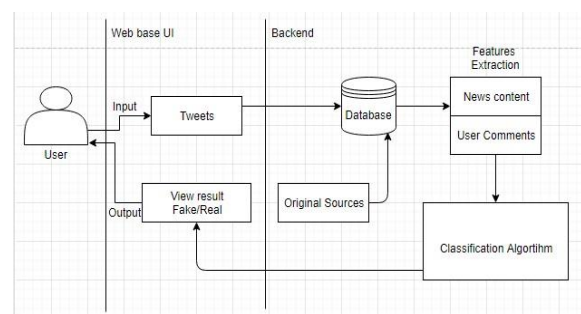 Web base UI
Backend
Features
Extraction
Input
Tweets
Database
News content
User Comments
User
View result
Fake/Real
Output
Original Sources
Classification Algortihm